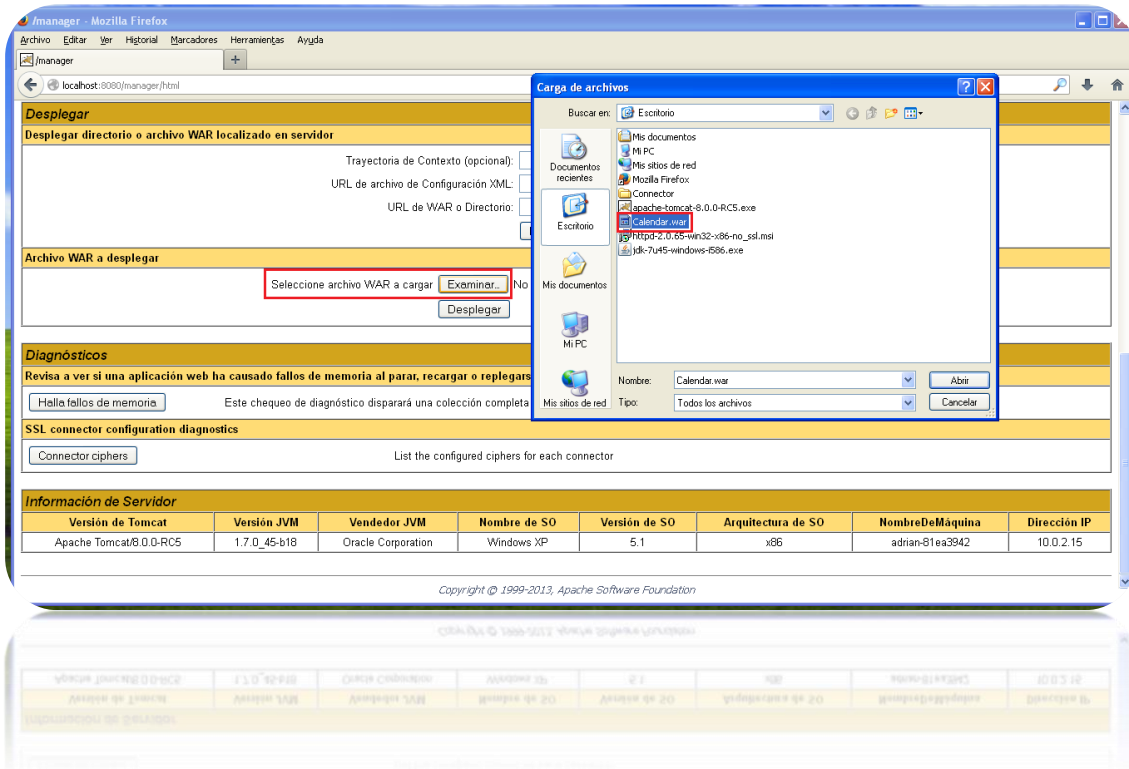 /manager - Mozilla Firefox
Archivo Editar Ver Historial Marcadores Herramientas Ayuda
/manager +
localhost:8080/manager/html
Desplegar
Desplegar directorio o archivo WAR localizado en servidor
Trayectoria de Contexto (opcional):
URL de archivo de Configuración XML:
URL de WAR o Directorio:
Archivo WAR a desplegar
Seleccione archivo WAR a cargar Examinar.. No
Desplegar
Carga de archivos
Buscar en: Escritorio
Documentos recientes
Escritorio
Mis documentos
Mi PC
Mis sitios de red
Mis documentos
Mi PC
Mis sitios de red
Mozilla Firefox
Connector
apache-tomcat-8.0.0-RC5.exe
Calendar.war
httpd-2.0.65-win32-x86-no_ssl.msi
jdk-7u45-windows-i586.exe
Nombre: Calendar.war Abrir
Tipo: Todos los archivos Cancelar
Diagnósticos
Revisa a ver si una aplicación web ha causado fallos de memoria al parar, recargar o replegars
Halla fallos de memoria Este chequeo de diagnóstico disparará una colección completa
SSL connector configuration diagnostics
Connector ciphers List the configured ciphers for each connector
Información de Servidor
Versión de Tomcat Versión JVM Vendedor JVM Nombre de SO Versión de SO Arquitectura de SO NombreDeMáquina Dirección IP
Apache Tomcat/8.0.0-RC5 1.7.0_45-b18 Oracle Corporation Windows XP 5.1 x86 adrian-81ea3942 10.0.2.15
Copyright © 1999-2013, Apache Software Foundation